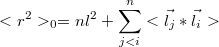 < r^2 >_0 = nl^2 + \sum_{j<i}^{n} < \vec{l_j} * \vec{l_i} >